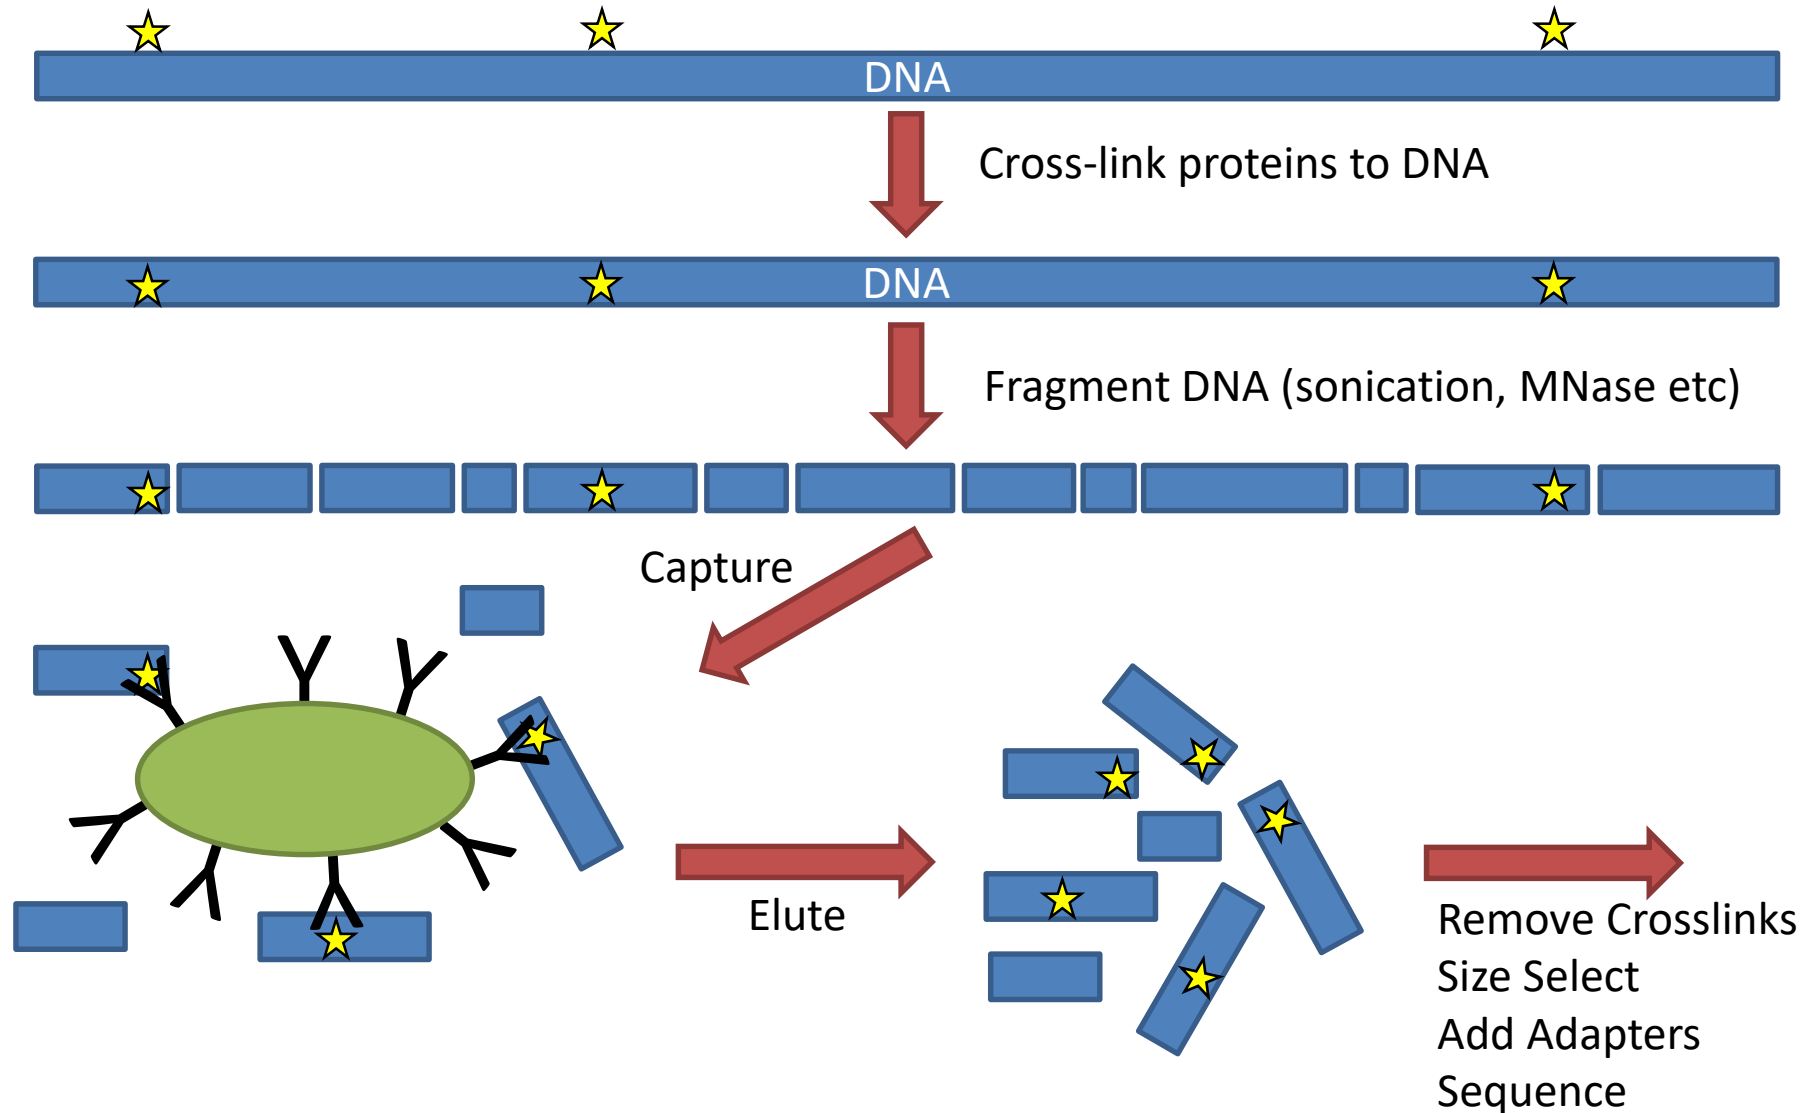 DNA
Cross-link proteins to DNA
DNA
Fragment DNA (sonication, MNase etc)
Capture
Elute
Remove Crosslinks
Size Select
Add Adapters
Sequence